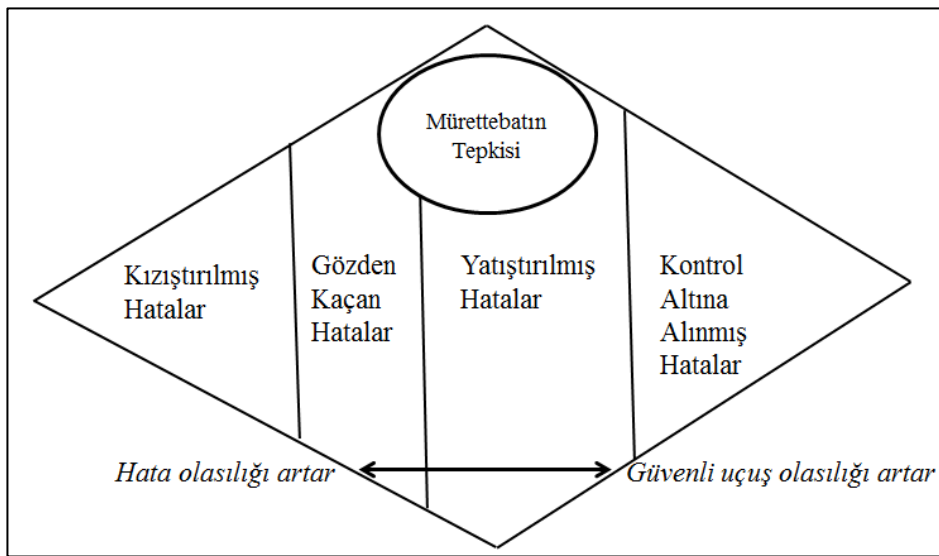 Mürettebatın
Tepkisi
Kızıştırılmış
Hatalar
Gözden
Kaçan
Hatalar
Yatıştırılmış
Hatalar
Kontrol
Altına
Alınmış
Hatalar
Hata olasılığı artar
Güvenli uçuş olasılığı artar